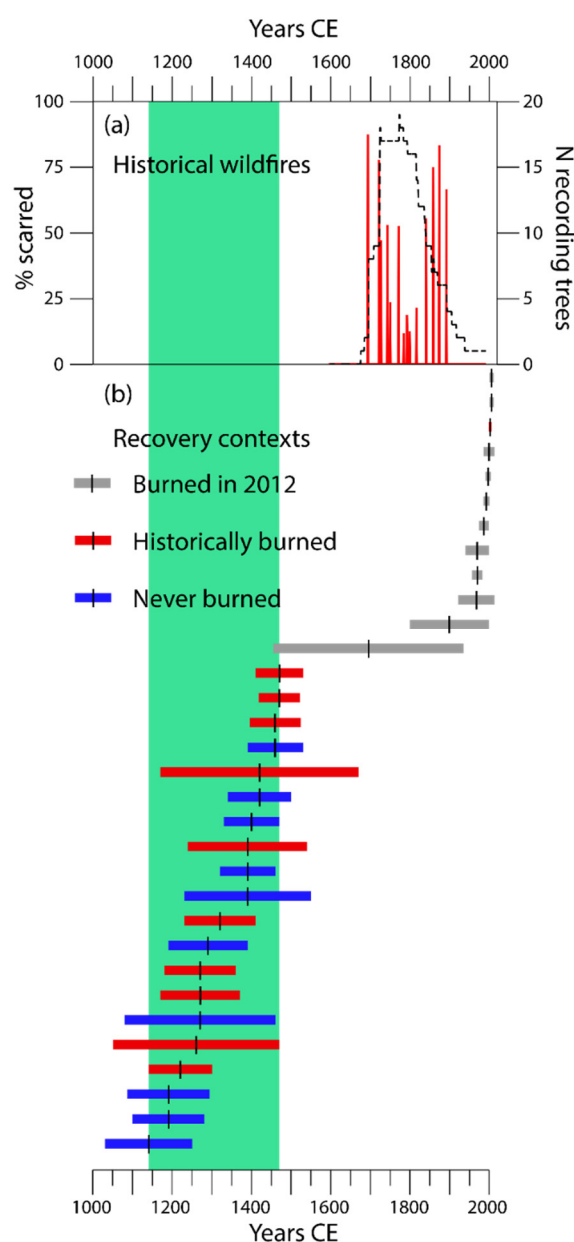 Years CE
1000 1200 1400 1600 1800 2000
100 (a) 20
Historical wildfires
75 15
% scarred
50 10
N recording trees
25 5
0 0
(b)
Recovery contexts
Burned in 2012
Historically burned
Never burned
1000 1200 1400 1600 1800 2000
Years CE